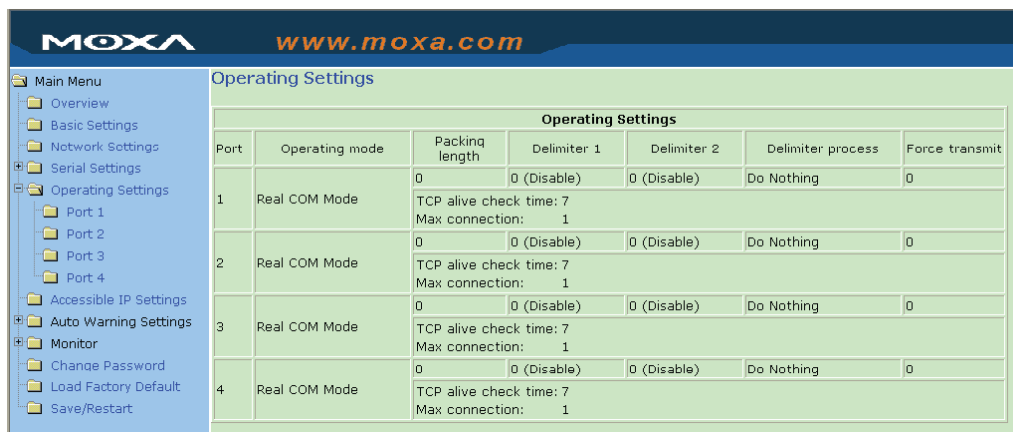 MOXA www.moxa.com
Main Menu
Overview
Basic Settings
Network Settings
Serial Settings
Operating Settings
Port 1
Port 2
Port 3
Port 4
Accessible IP Settings
Auto Warning Settings
Monitor
Change Password
Load Factory Default
Save/Restart
Operating Settings
Operating Settings
Port Operating mode Packing length Delimiter 1 Delimiter 2 Delimiter process Force transmit
1 Real COM Mode 0 0 (Disable) 0 (Disable) Do Nothing 0
TCP alive check time: 7
Max connection: 1
2 Real COM Mode 0 0 (Disable) 0 (Disable) Do Nothing 0
TCP alive check time: 7
Max connection: 1
3 Real COM Mode 0 0 (Disable) 0 (Disable) Do Nothing 0
TCP alive check time: 7
Max connection: 1
4 Real COM Mode 0 0 (Disable) 0 (Disable) Do Nothing 0
TCP alive check time: 7
Max connection: 1